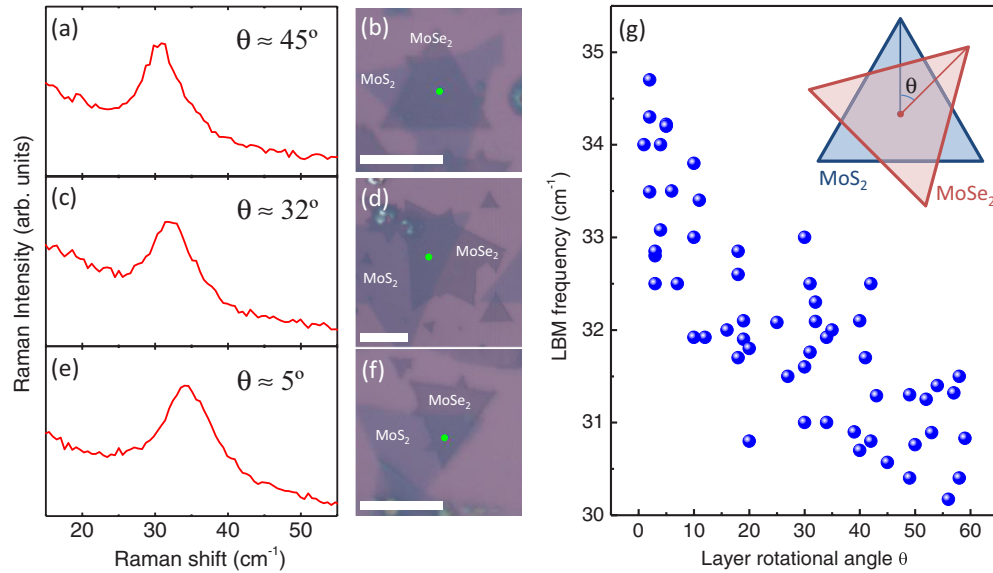 (a)
θ ≈ 45º
(b)
MoSe2
MoS2
(c)
θ ≈ 32º
(d)
MoSe2
MoS2
(e)
θ ≈ 5º
(f)
MoSe2
MoS2
Raman Intensity (arb. units)
20 30 40 50
Raman shift (cm-1)
(g)
θ
MoS2
MoSe2
LBM frequency (cm-1)
35
34
33
32
31
30
0 10 20 30 40 50 60
Layer rotational angle θ